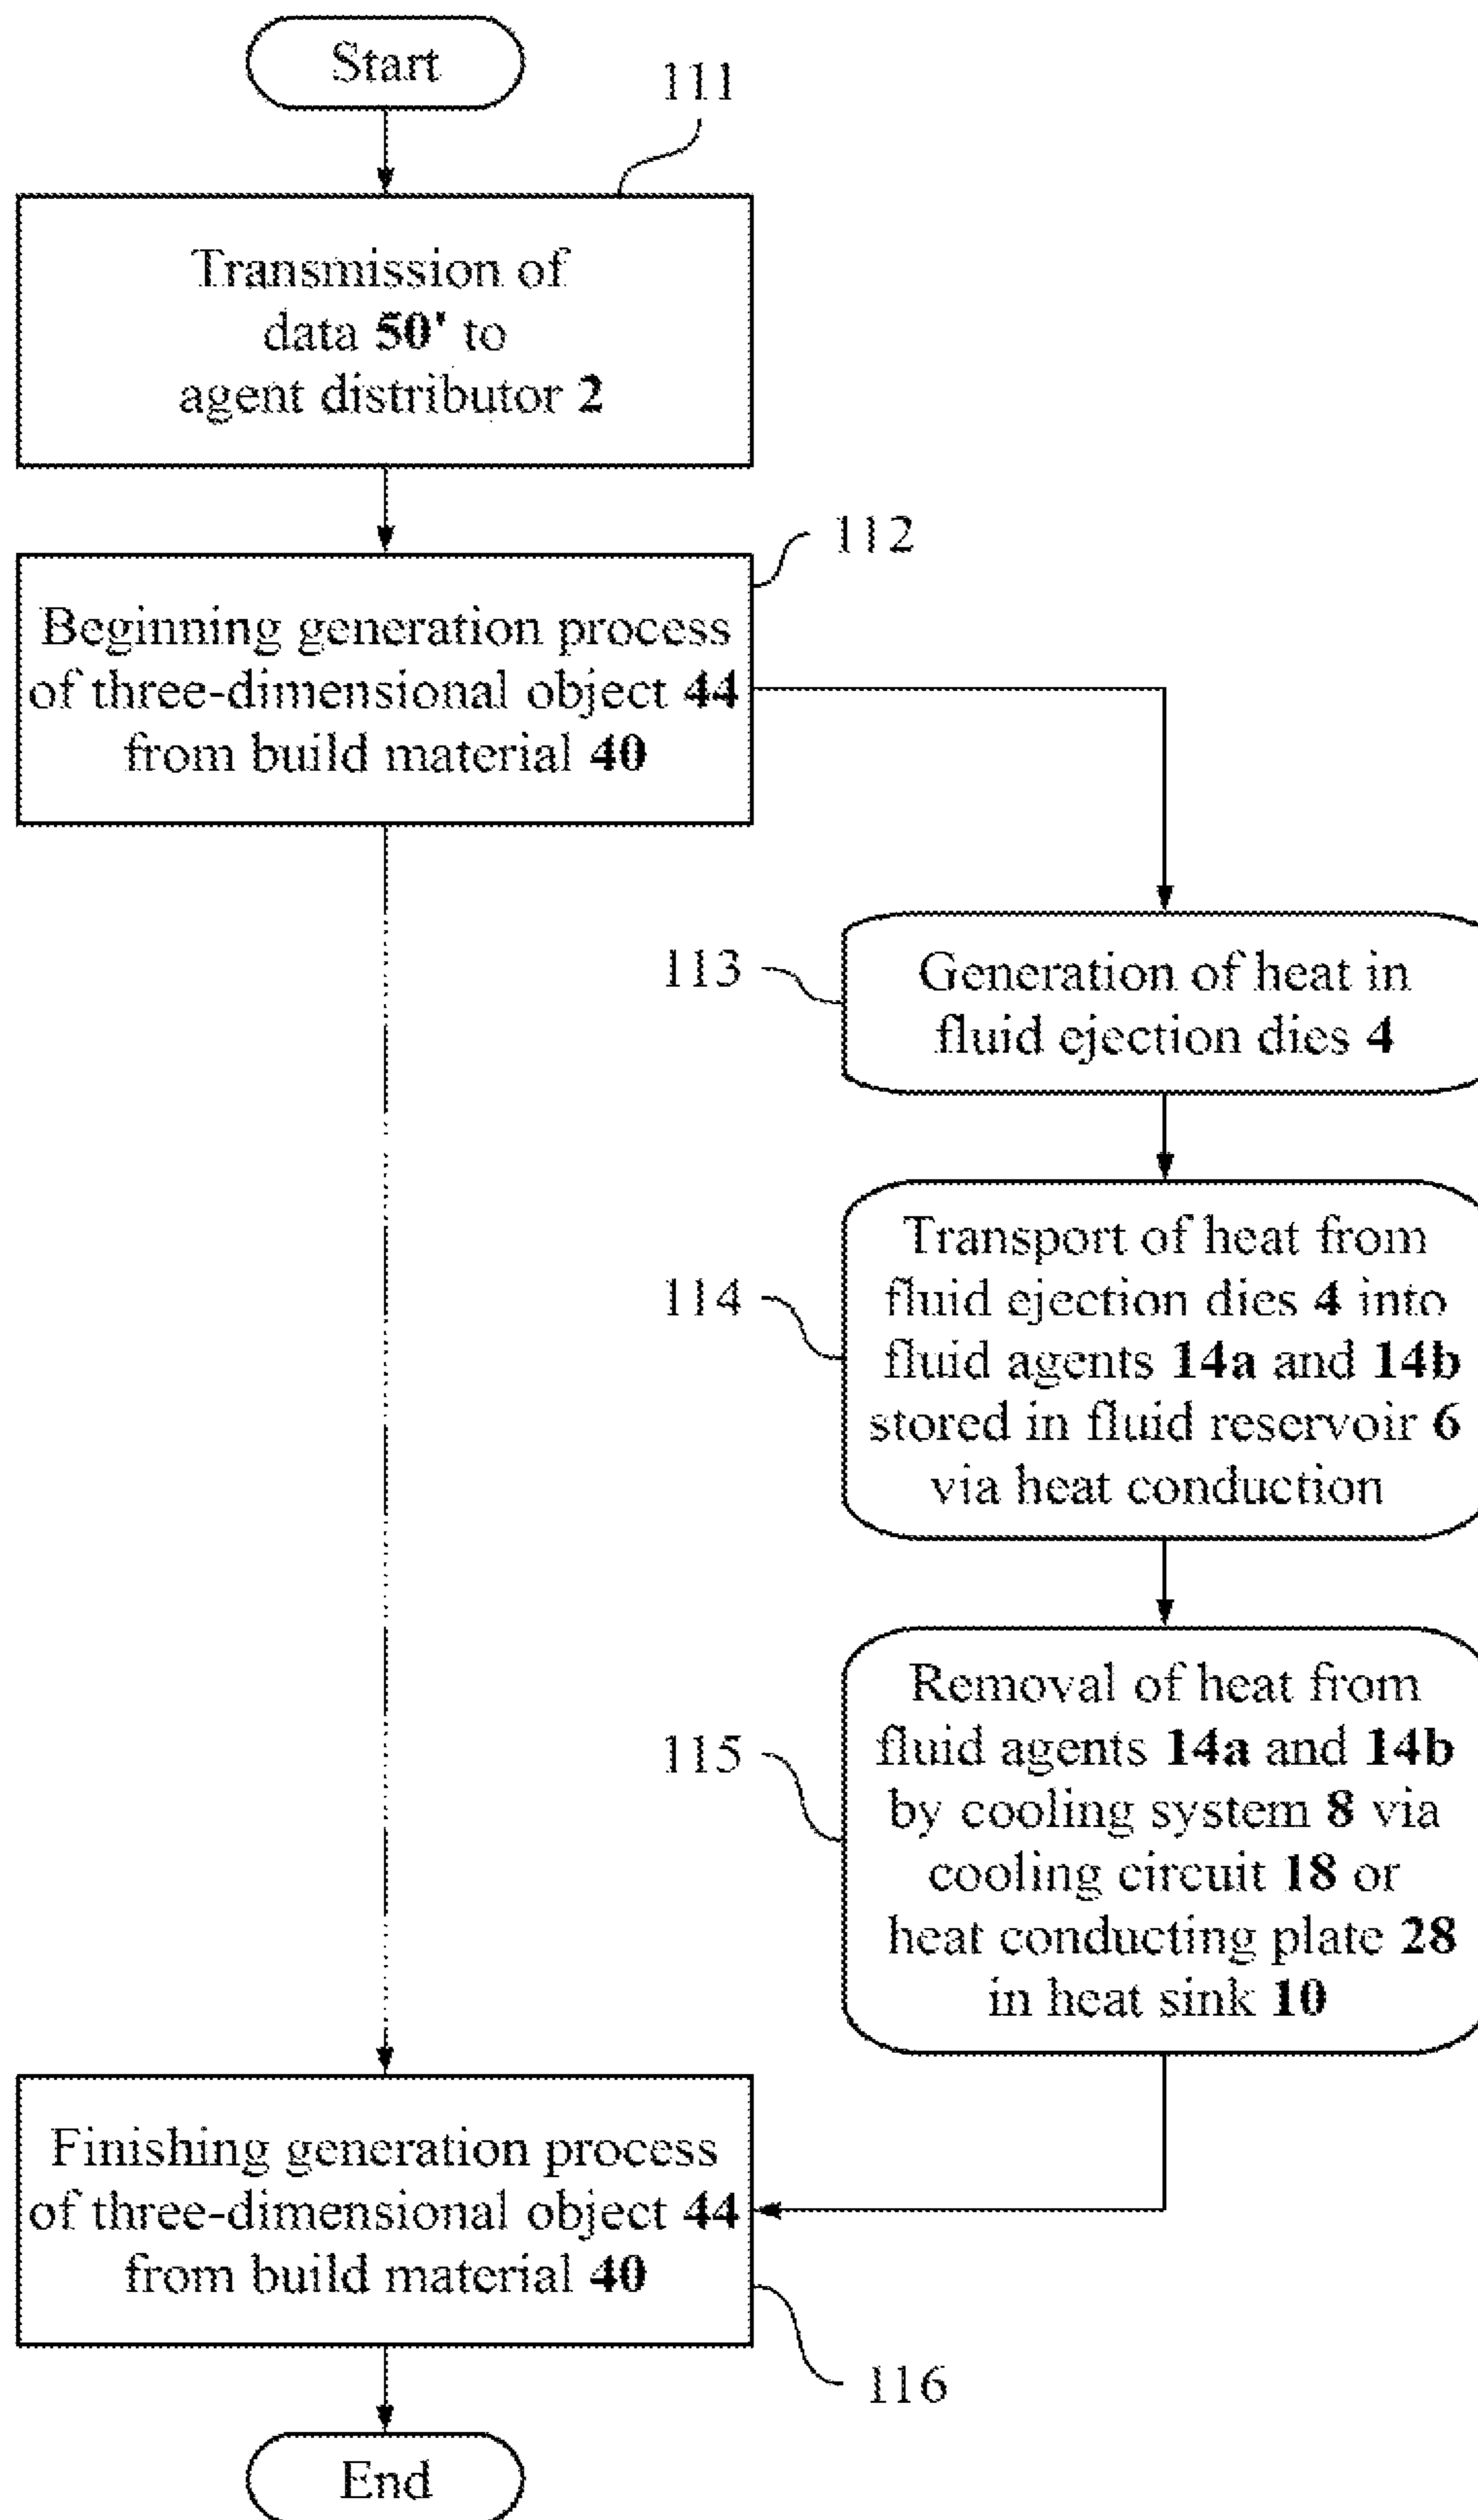 Start
111
Transmission of
data 50' to
agent distributor 2
112
Beginning generation process
of three-dimensional object 44
from build material 40
113
Generation of heat in
fluid ejection dies 4
114
Transport of heat from
fluid ejection dies 4 into
fluid agents 14a and 14b
stored in fluid reservoir 6
via heat conduction
115
Removal of heat from
fluid agents 14a and 14b
by cooling system 8 via
cooling circuit 18 or
heat conducting plate 28
in heat sink 10
Finishing generation process
of three-dimensional object 44
from build material 40
116
End